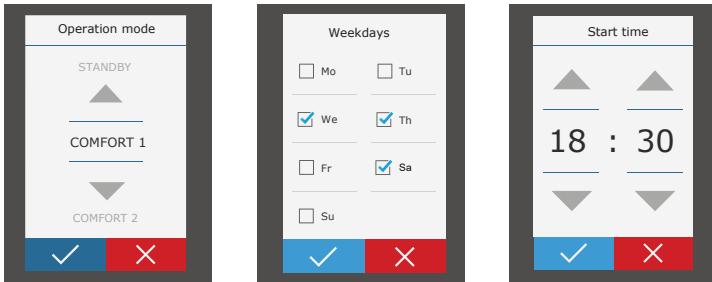 Operation mode
STANDBY
COMFORT 1
COMFORT 2
Weekdays
Mo Tu
We Th
Fr Sa
Su
Start time
18 : 30